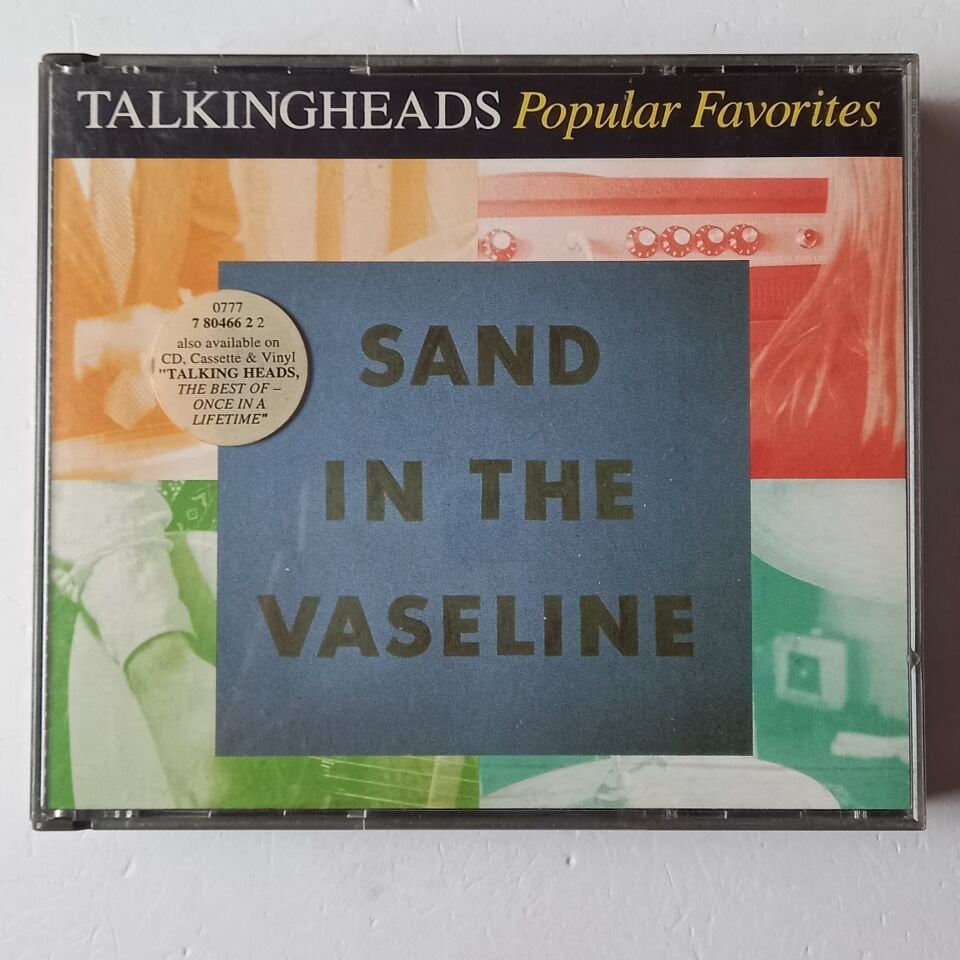 TALKINGHEADS Popular Favorites
0777
7 80466 2 2
also available on
CD, Cassette & Vinyl
"TALKING HEADS,
THE BEST OF –
ONCE IN A
LIFETIME"
SAND
IN THE
VASELINE